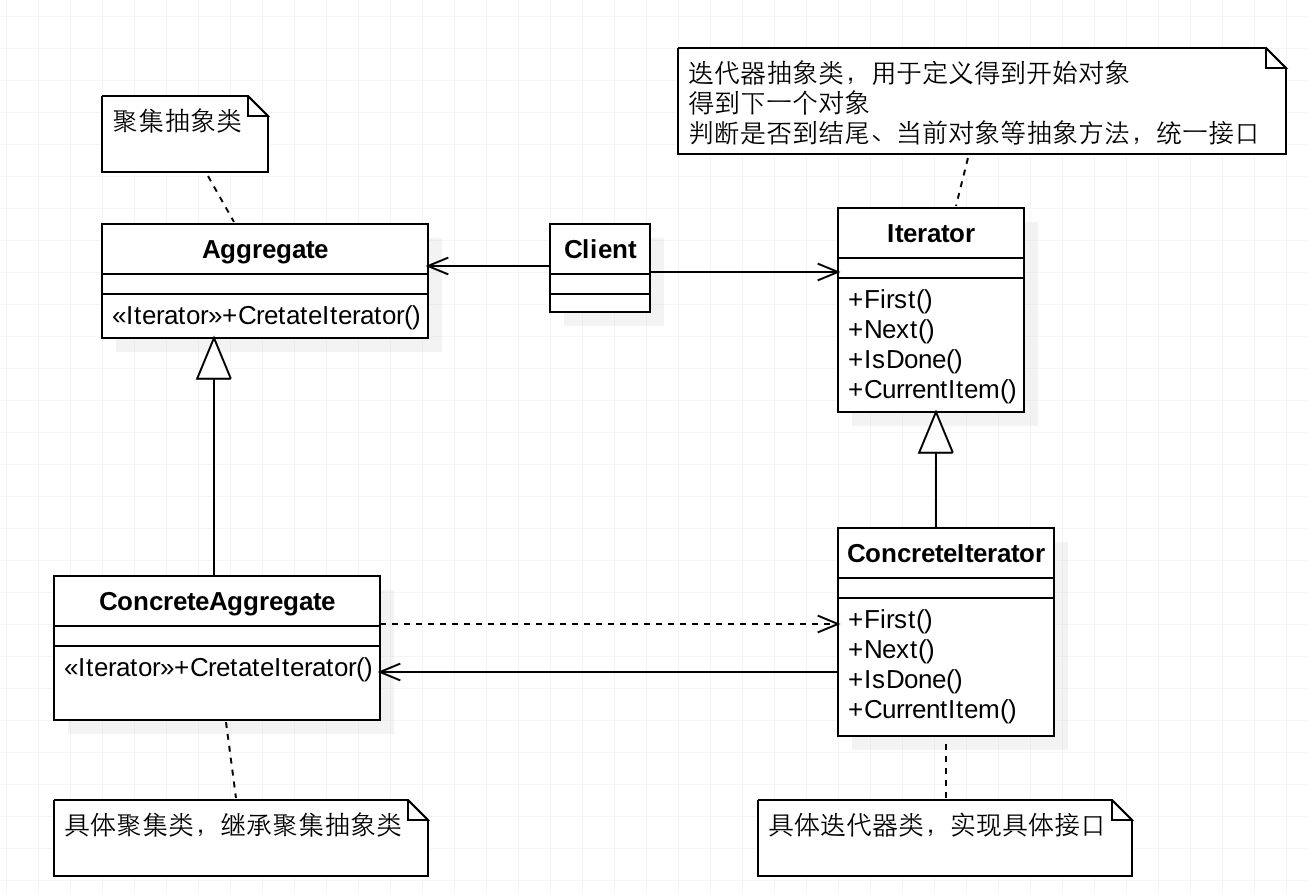 迭代器抽象类，用于定义得到开始对象
得到下一个对象
判断是否到结尾、当前对象等抽象方法，统一接口
聚集抽象类
Aggregate
«Iterator»+CretateIterator()
Client
Iterator
+First()
+Next()
+IsDone()
+CurrentItem()
ConcreteAggregate
«Iterator»+CretateIterator()
ConcreteIterator
+First()
+Next()
+IsDone()
+CurrentItem()
具体聚集类，继承聚集抽象类
具体迭代器类，实现具体接口